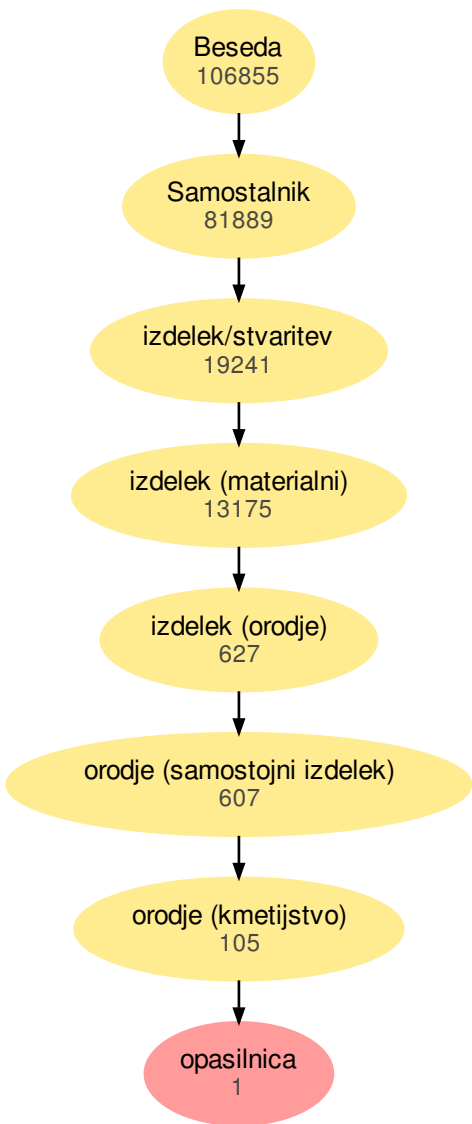 Beseda
106855
Samostalnik
81889
izdelek/stvaritev
19241
izdelek (materialni)
13175
izdelek (orodje)
627
orodje (samostojni izdelek)
607
orodje (kmetijstvo)
105
opasilnica
1